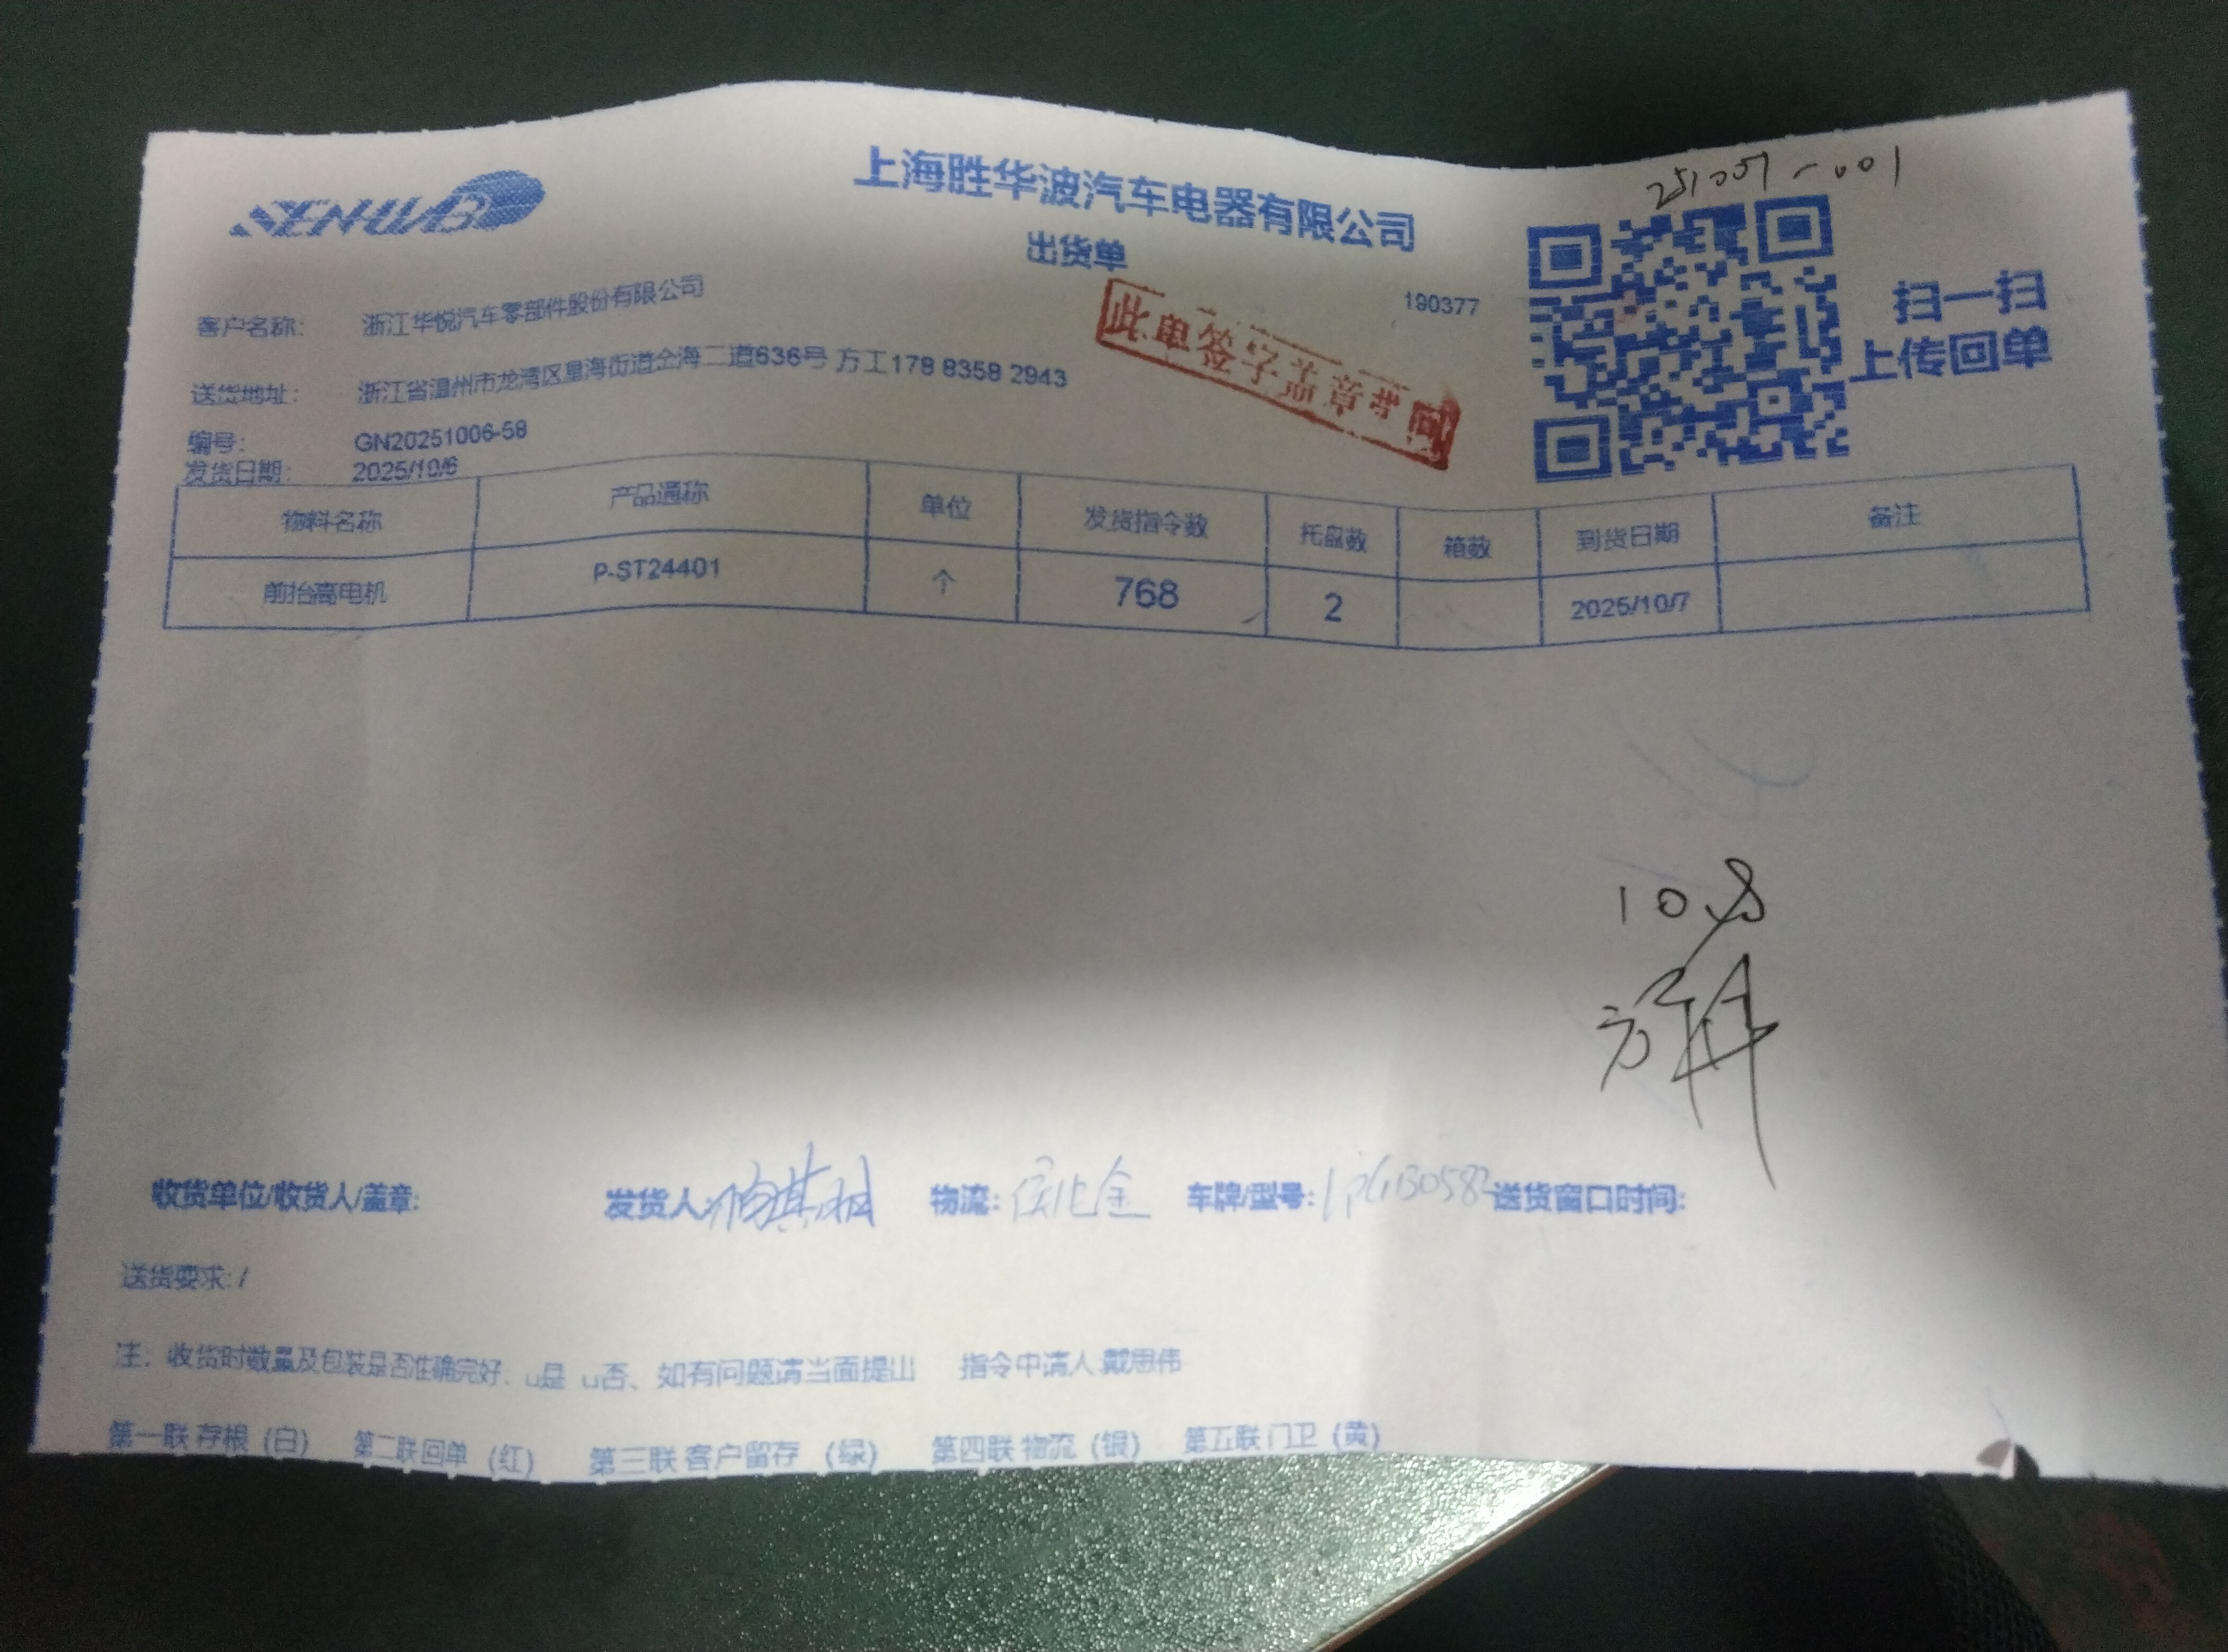 SENHUABO
251007-001
上海胜华波汽车电器有限公司
出货单
190377
扫一扫
上传回单
此单签字盖章带回
客户名称: 浙江华悦汽车零部件股份有限公司
送货地址: 浙江省温州市龙湾区星海街道金海二道636号 方工178 8358 2943
编号: GN20251006-58
发货日期: 2025/10/6
物料名称 产品通称 单位 发货指令数 托盘数 箱数 到货日期 备注
前抬高电机 P-ST24401 个 768 2 2025/10/7
10.8
收货单位/收货人/盖章: 发货人: 物流: 车牌/型号: 送货窗口时间:
送货要求: /
注: 收货时数量及包装是否准确完好、u是 u否、如有问题请当面提出 指令申请人 戴思伟
第一联 存根 (白) 第二联 回单 (红) 第三联 客户留存 (绿) 第四联 物流 (银) 第五联 门卫 (黄)